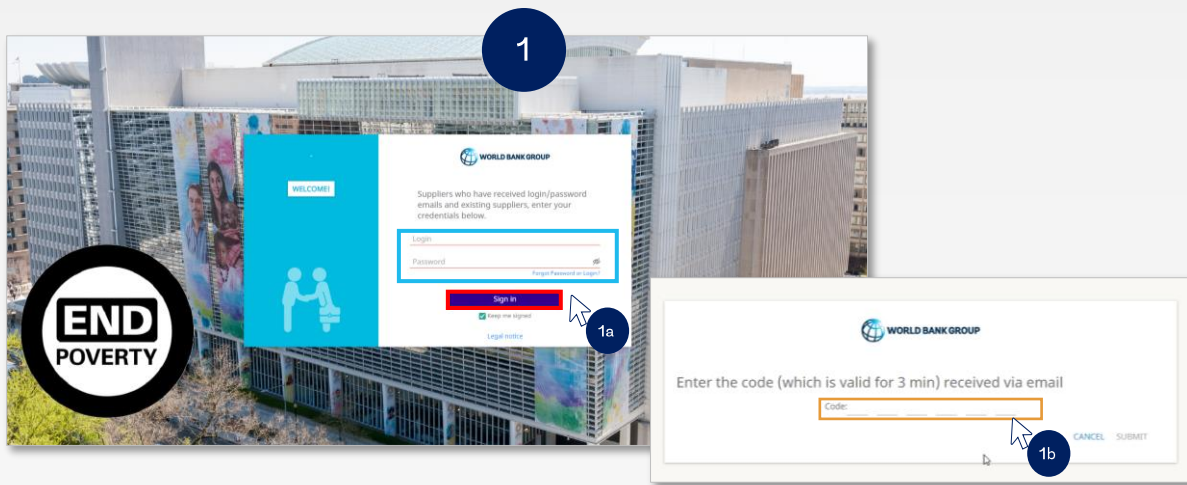 1
WORLD BANK GROUP
WELCOME!
Suppliers who have received login/password
emails and existing suppliers, enter your
credentials below.
Login
Password
Forgot Password or Login?
Sign in
Keep me signed
Legal notice
1a
END
POVERTY
WORLD BANK GROUP
Enter the code (which is valid for 3 min) received via email
Code:
CANCEL SUBMIT
1b